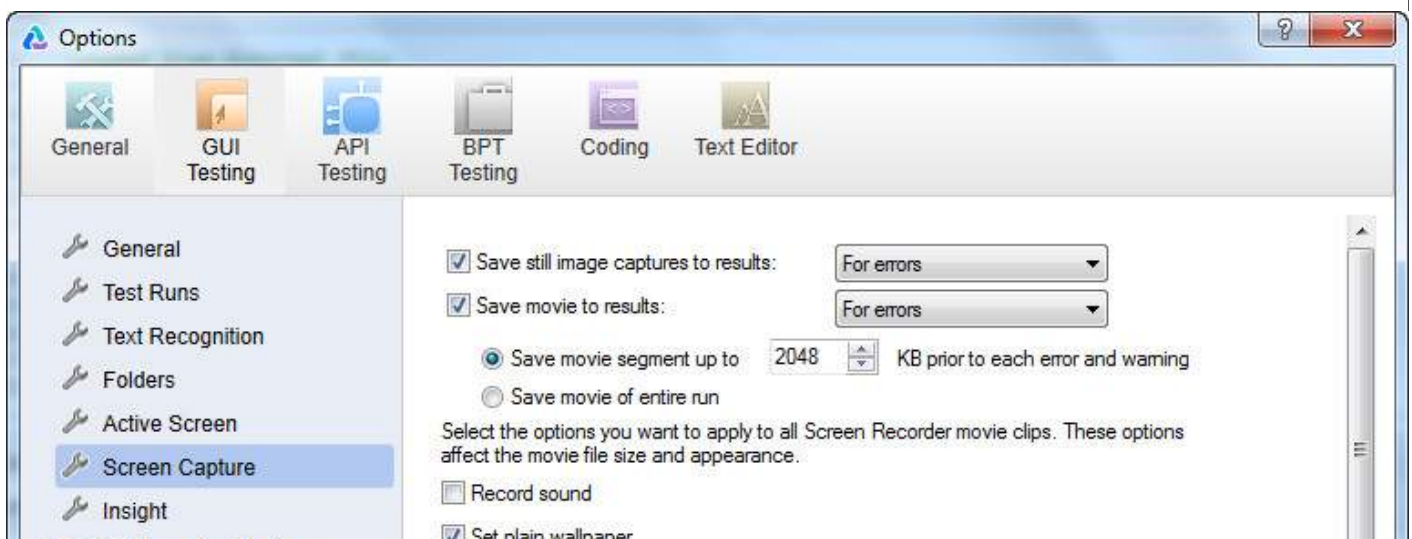 Options
General
GUI
Testing
API
Testing
BPT
Testing
Coding
Text Editor
General
Test Runs
Text Recognition
Folders
Active Screen
Screen Capture
Insight
Save still image captures to results: For errors
Save movie to results: For errors
Save movie segment up to 2048 KB prior to each error and warning
Save movie of entire run
Select the options you want to apply to all Screen Recorder movie clips. These options
affect the movie file size and appearance.
Record sound
Set plain wallpaper